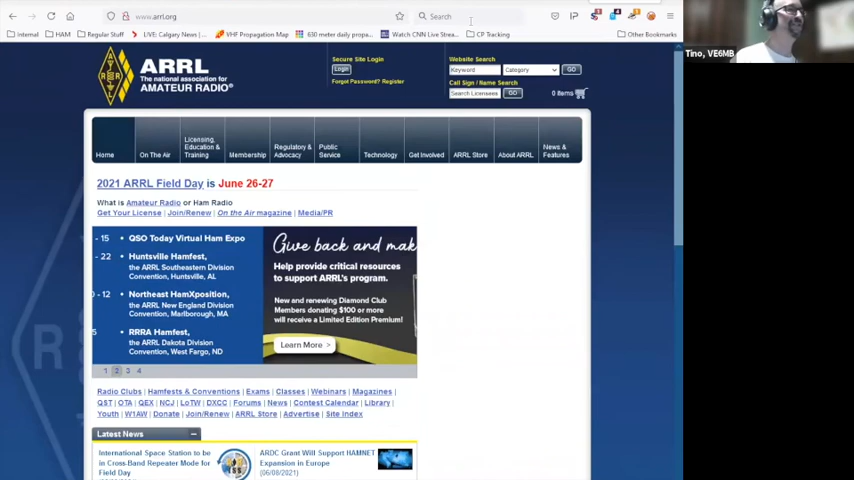 www.arrl.org
Search
Internal
HAM
Regular Stuff
LIVE: Calgary News |...
VHF Propagation Map
630 meter daily propa...
Watch CNN Live Strea...
CP Tracking
Other Bookmarks
Tino, VE6MB
ARRL
The national association for
AMATEUR RADIO®
Secure Site Login
Login
Forgot Password? Register
Website Search
Keyword
Category
GO
Call Sign / Name Search
Search Licensees
GO
0 items
Home
On The Air
Licensing,
Education &
Training
Membership
Regulatory &
Advocacy
Public
Service
Technology
Get Involved
ARRL Store
About ARRL
News &
Features
2021 ARRL Field Day is June 26-27
What is Amateur Radio or Ham Radio
Get Your License | Join/Renew | On the Air magazine | Media/PR
- 15 • QSO Today Virtual Ham Expo
- 22 • Huntsville Hamfest,
the ARRL Southeastern Division
Convention, Huntsville, AL
- 12 • Northeast HamXposition,
the ARRL New England Division
Convention, Marlborough, MA
5 • RRRA Hamfest,
the ARRL Dakota Division
Convention, West Fargo, ND
Give back and mak
Help provide critical resources
to support ARRL's program.
New and renewing Diamond Club
Members donating $100 or more
will receive a Limited Edition Premium!
Learn More >
1 2 3 4
Radio Clubs | Hamfests & Conventions | Exams | Classes | Webinars | Magazines |
QST | OTA | QEX | NCJ | LoTW | DXCC | Forums | News | Contest Calendar | Library |
Youth | W1AW | Donate | Join/Renew | ARRL Store | Advertise | Site Index
Latest News
International Space Station to be
in Cross-Band Repeater Mode for
Field Day
ARDC Grant Will Support HAMNET
Expansion in Europe
(06/08/2021)